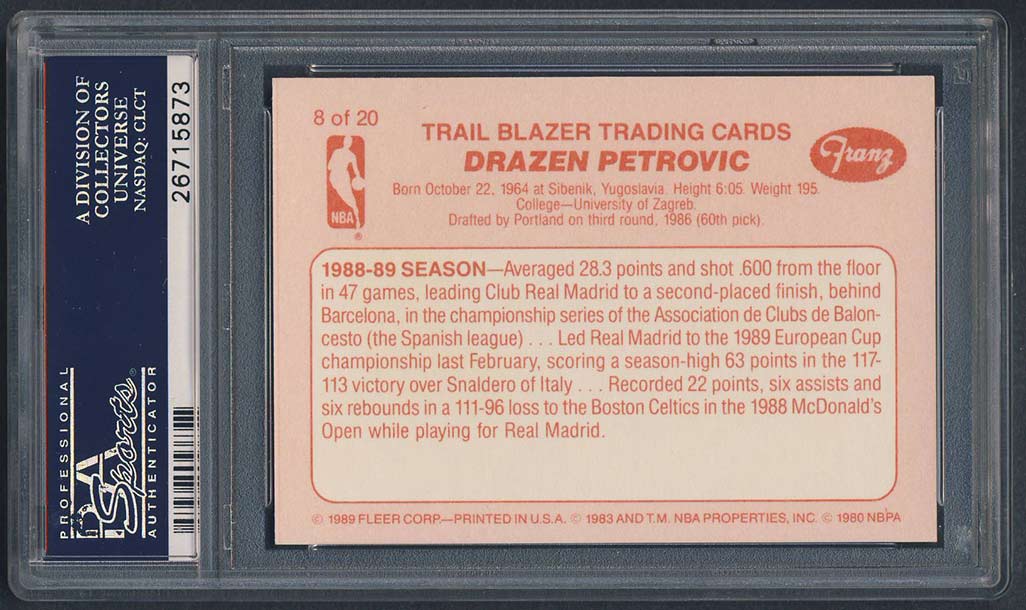 A DIVISION OF
COLLECTORS
UNIVERSE
NASDAQ: CLCT
26715873
PROFESSIONAL
PSA
Sports
AUTHENTICATOR
8 of 20
NBA
®
TRAIL BLAZER TRADING CARDS
DRAZEN PETROVIC
Franz
Born October 22, 1964 at Sibenik, Yugoslavia. Height 6:05. Weight 195.
College—University of Zagreb.
Drafted by Portland on third round, 1986 (60th pick).
1988-89 SEASON—Averaged 28.3 points and shot .600 from the floor
in 47 games, leading Club Real Madrid to a second-placed finish, behind
Barcelona, in the championship series of the Association de Clubs de Balon-
cesto (the Spanish league) . . . Led Real Madrid to the 1989 European Cup
championship last February, scoring a season-high 63 points in the 117-
113 victory over Snaldero of Italy . . . Recorded 22 points, six assists and
six rebounds in a 111-96 loss to the Boston Celtics in the 1988 McDonald's
Open while playing for Real Madrid.
© 1989 FLEER CORP.—PRINTED IN U.S.A. © 1983 AND T.M. NBA PROPERTIES, INC. © 1980 NBPA